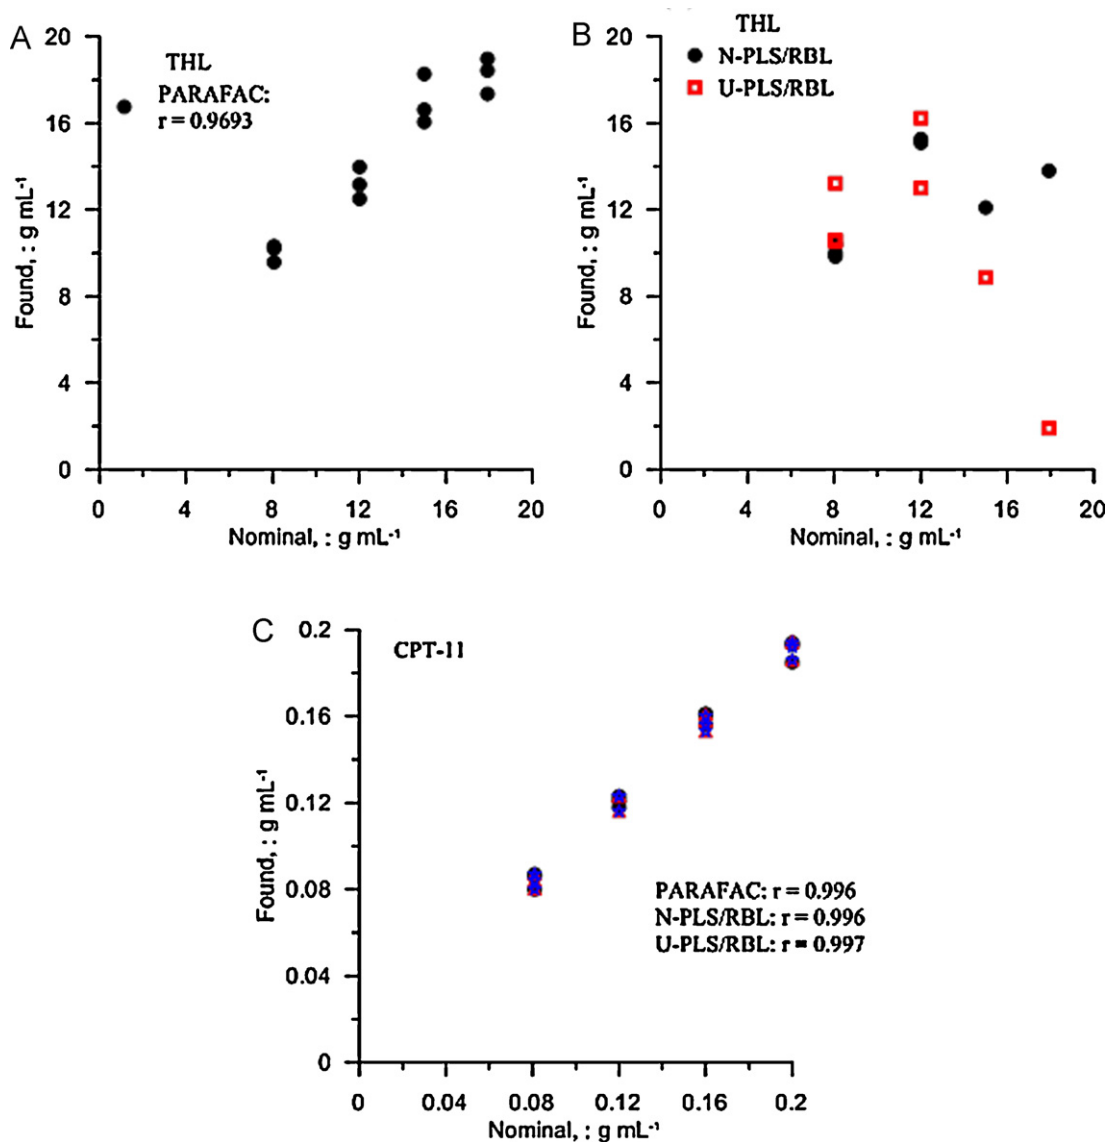 A
20
16
12
8
4
0
Found, : g mL⁻¹
THL
PARAFAC:
r = 0.9693
0 4 8 12 16 20
Nominal, : g mL⁻¹
B
20
16
12
8
4
0
Found, : g mL⁻¹
THL
N-PLS/RBL
U-PLS/RBL
0 4 8 12 16 20
Nominal, : g mL⁻¹
C
0.2
0.16
0.12
0.08
0.04
0
Found, : g mL⁻¹
CPT-11
PARAFAC: r = 0.996
N-PLS/RBL: r = 0.996
U-PLS/RBL: r = 0.997
0 0.04 0.08 0.12 0.16 0.2
Nominal, : g mL⁻¹